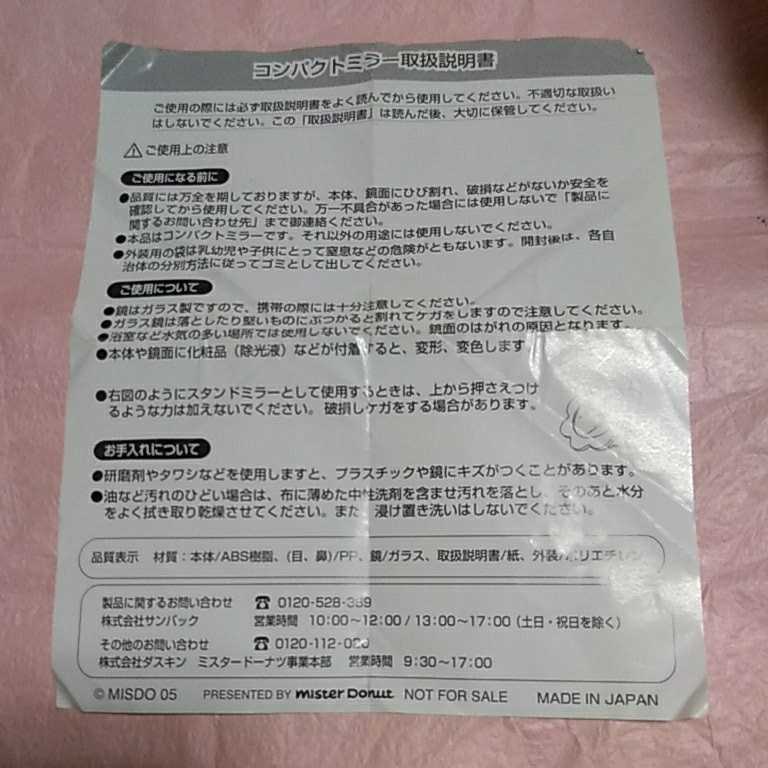 コンパクトミラー取扱説明書
ご使用の際には必ず取扱説明書をよく読んでから使用してください。不適切な取扱い
はしないでください。この「取扱説明書」は読んだ後、大切に保管してください。
⚠ご使用上の注意
ご使用になる前に
●品質には万全を期しておりますが、本体、鏡面にひび割れ、破損などがないか安全を
確認してから使用してください。万一不具合があった場合には使用しないで「製品に
関するお問い合わせ先」まで御連絡ください。
●本品はコンパクトミラーです。それ以外の用途には使用しないでください。
●外装用の袋は乳幼児や子供にとって窒息などの危険がともないます。開封後は、各自
治体の分別方法に従ってゴミとして出してください。
ご使用について
●鏡はガラス製ですので、携帯の際には十分注意してください。
●ガラス鏡は落としたり堅いものにぶつかると割れてケガをしますので注意してください。
●浴室など水気の多い場所では使用しないでください。鏡面のはがれの原因となります。
●本体や鏡面に化粧品（除光液）などが付着すると、変形、変色します
●右図のようにスタンドミラーとして使用するときは、上から押さえつけ
るような力は加えないでください。破損しケガをする場合があります。
お手入れについて
●研磨剤やタワシなどを使用しますと、プラスチックや鏡にキズがつくことがあります。
●油など汚れのひどい場合は、布に薄めた中性洗剤を含ませ汚れを落とし、そのあと水分
をよく拭き取り乾燥させてください。また、浸け置き洗いはしないでください。
品質表示 材質：本体/ABS樹脂、(目、鼻)/PP、鏡/ガラス、取扱説明書/紙、外装/ポリエチレン
製品に関するお問い合わせ ☎ 0120-528-389
株式会社サンパック 営業時間 10:00～12:00/13:00～17:00（土日・祝日を除く）
その他のお問い合わせ ☎ 0120-112-020
株式会社ダスキン ミスタードーナツ事業本部 営業時間 9:30～17:00
© MISDO 05 PRESENTED BY mister Donut NOT FOR SALE MADE IN JAPAN